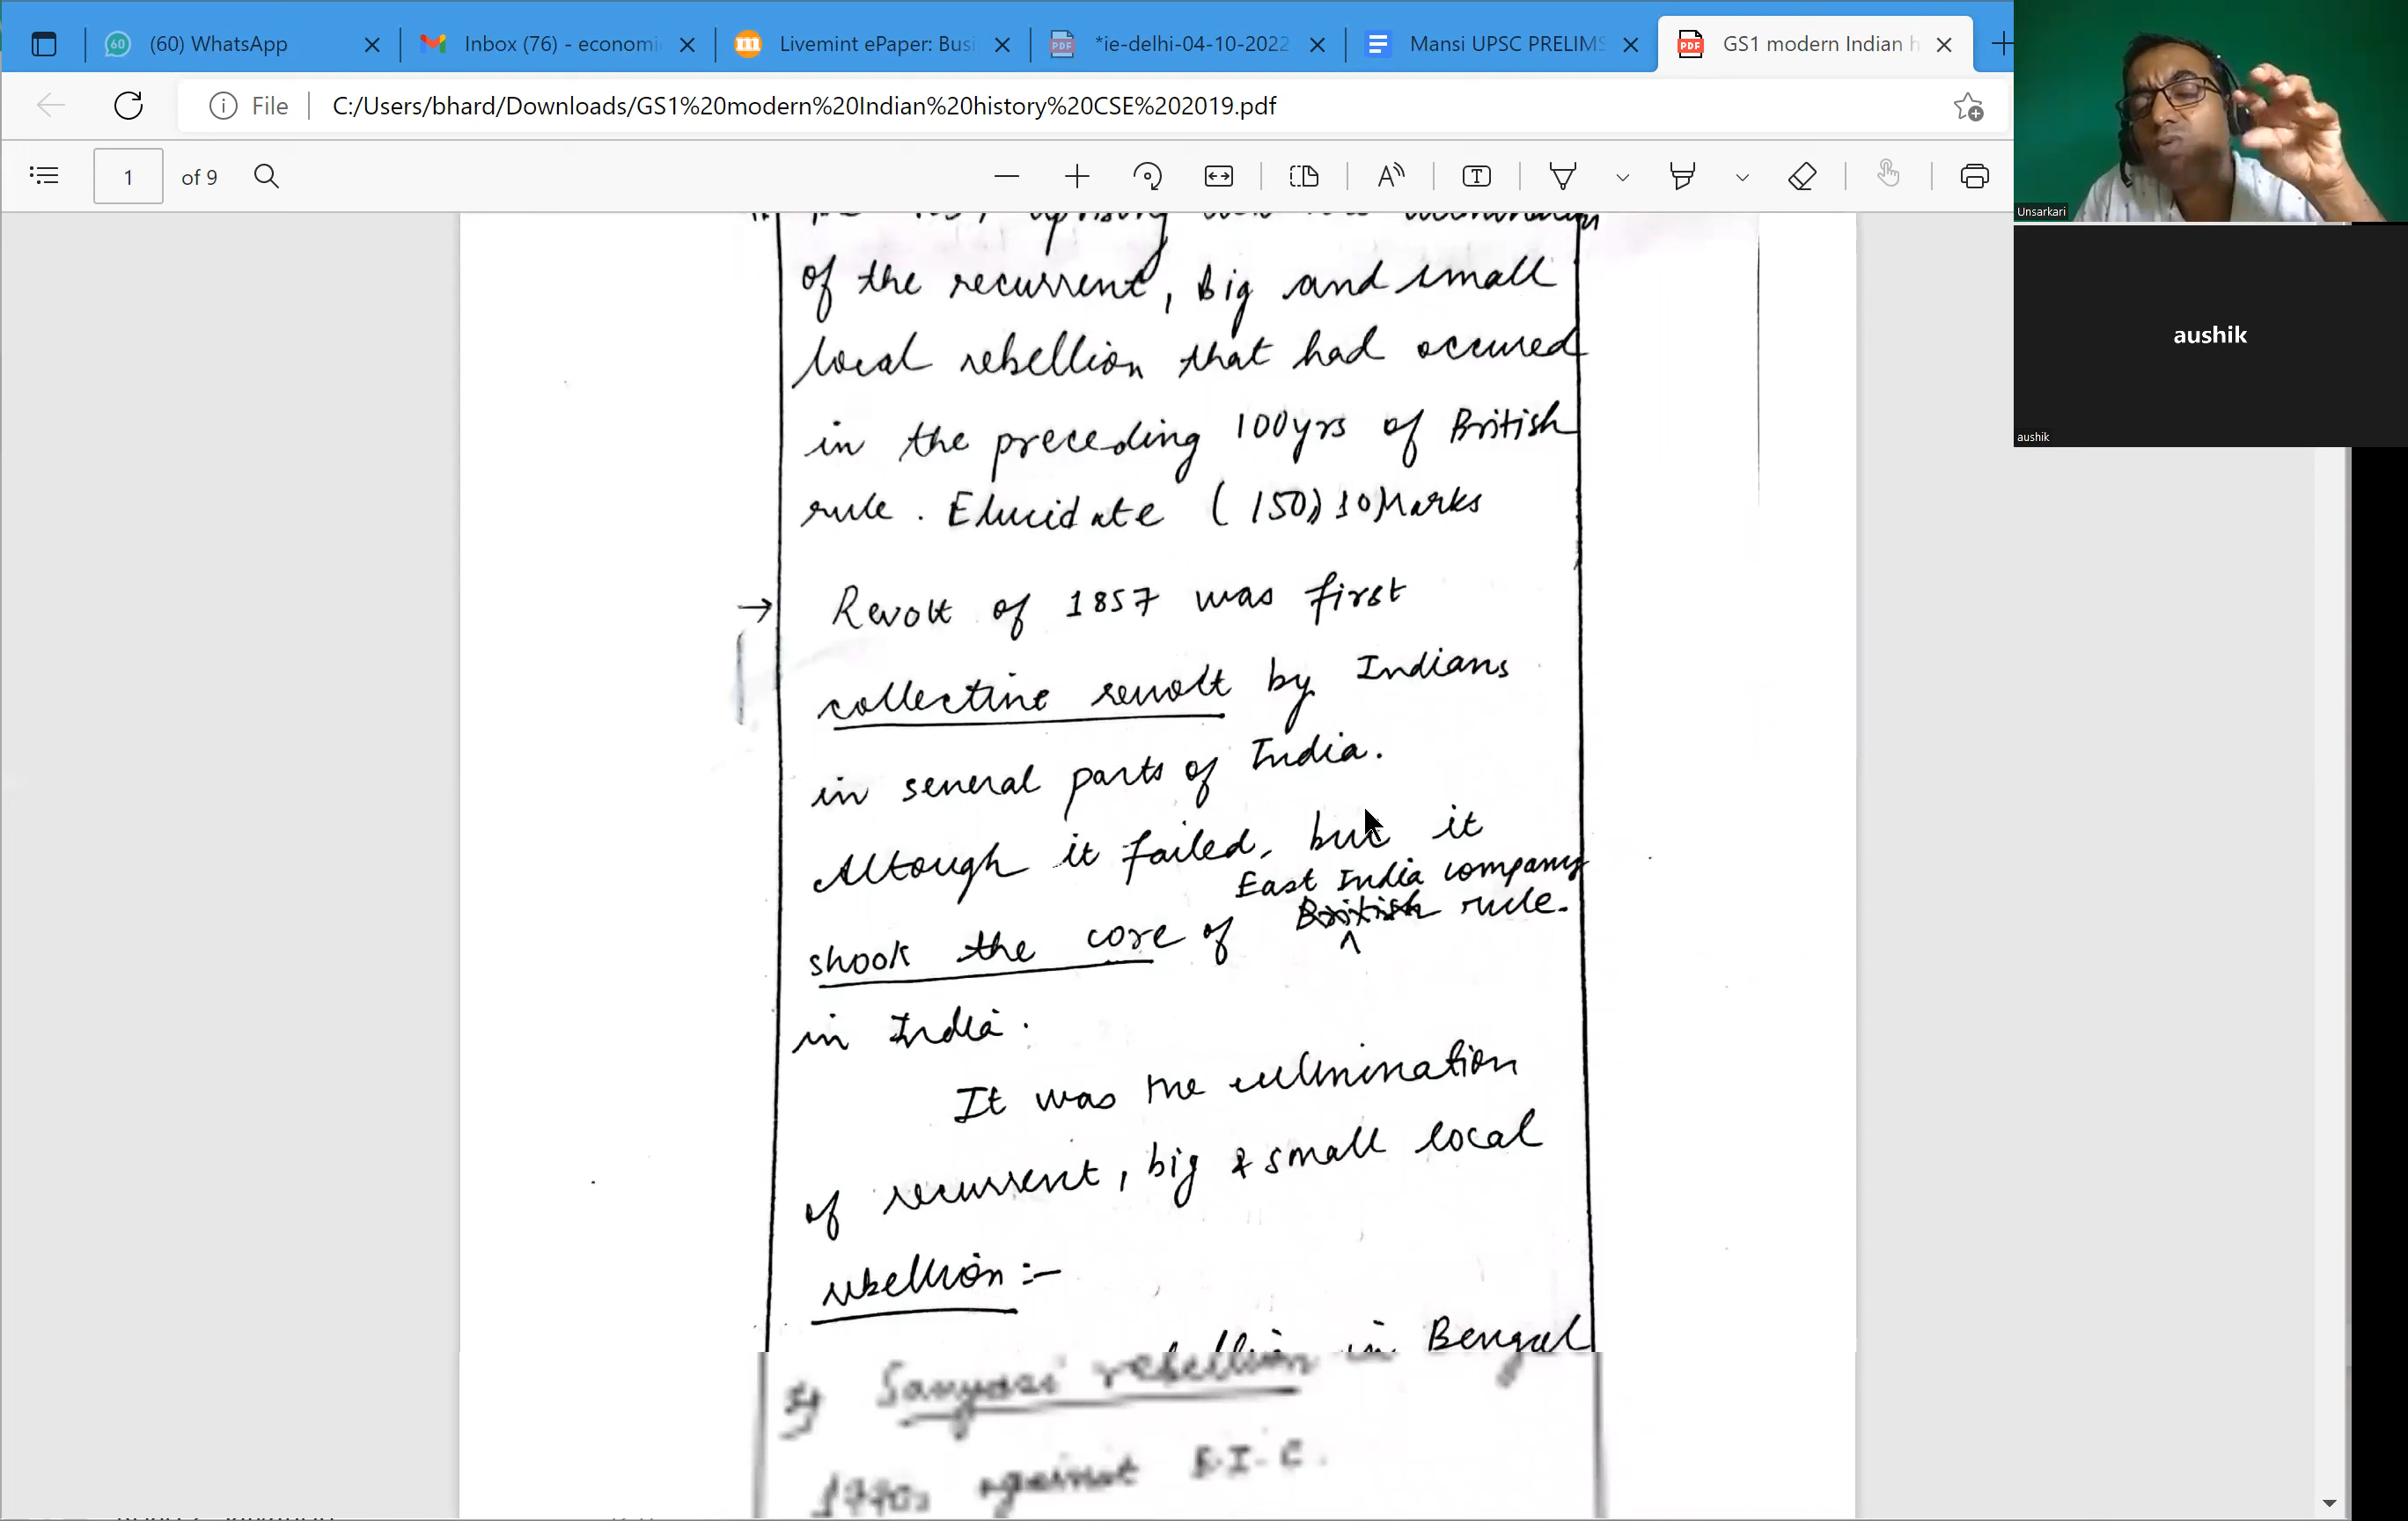 (60) WhatsApp
Inbox (76) - economi
Livemint ePaper: Busi
*ie-delhi-04-10-2022
Mansi UPSC PRELIMS
GS1 modern Indian h
File
C:/Users/bhard/Downloads/GS1%20modern%20Indian%20history%20CSE%202019.pdf
1 of 9
Unsarkari
aushik
aushik
uprising
of the recurrent, Big and small
local rebellion that had occured
in the preceding 100yrs of British
rule. Elucidate (150) 10 Marks
→ Revolt of 1857 was first
collective revolt by Indians
in several parts of India.
Altough it failed, but it
East India company
shook the core of British rule.
in India.
It was the culmination
of recurrent, big & small local
rebellion :-
Sanyasi rebellion in Bengal
1770s against E.I.C.